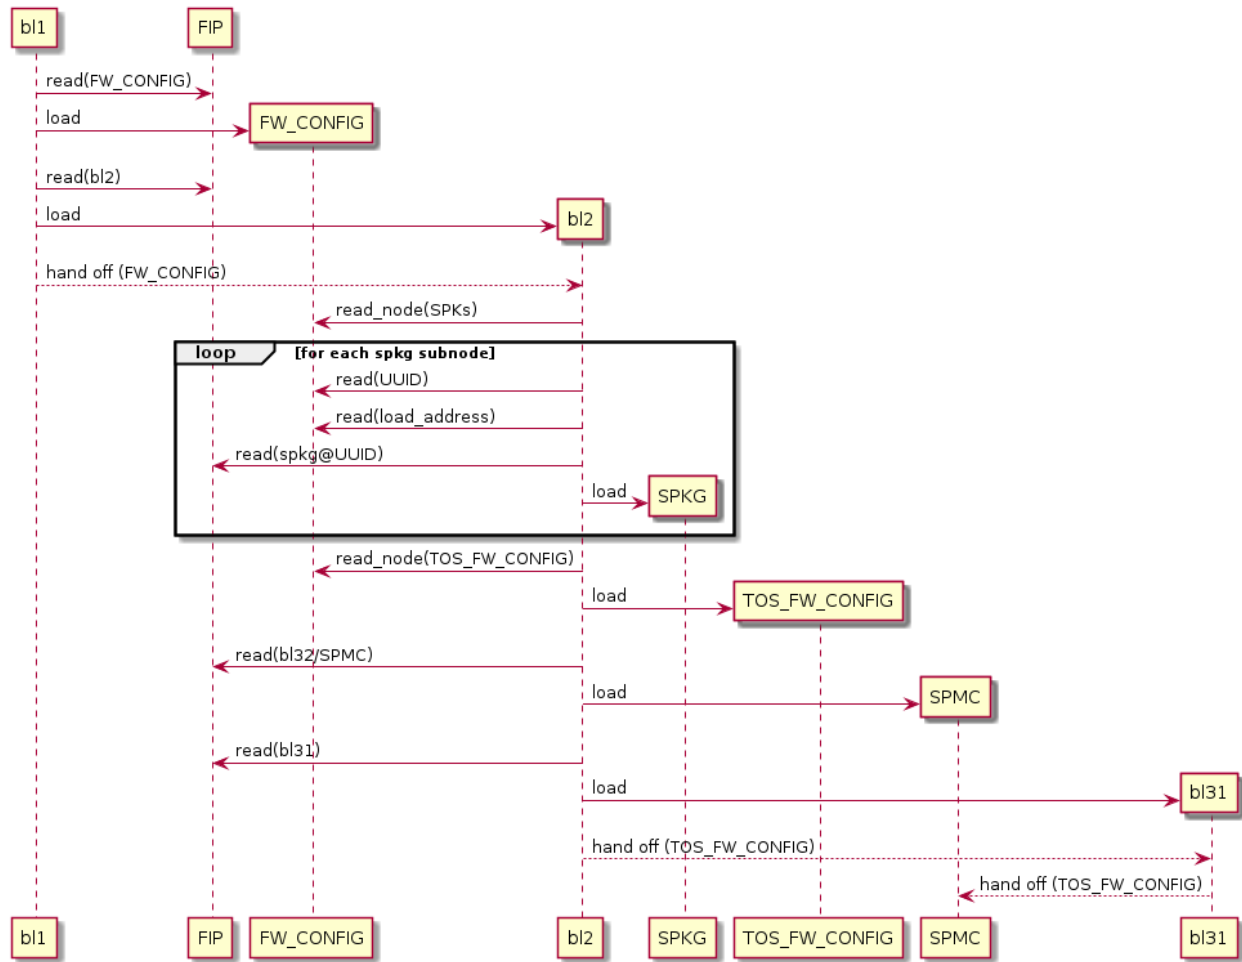 bl1
FIP
read(FW_CONFIG)
load
FW_CONFIG
read(bl2)
load
bl2
hand off (FW_CONFIG)
read_node(SPKs)
loop [for each spkg subnode]
read(UUID)
read(load_address)
read(spkg@UUID)
load
SPKG
read_node(TOS_FW_CONFIG)
load
TOS_FW_CONFIG
read(bl32/SPMC)
load
SPMC
read(bl31)
load
bl31
hand off (TOS_FW_CONFIG)
hand off (TOS_FW_CONFIG)
bl1
FIP
FW_CONFIG
bl2
SPKG
TOS_FW_CONFIG
SPMC
bl31